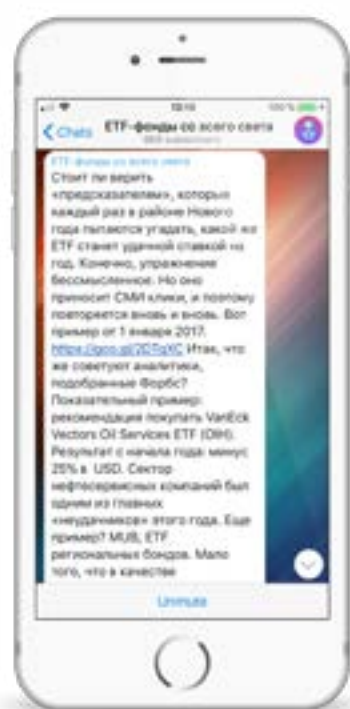 10:10
100 %
Chats
ETF-фонды со всего света
ETF-фонды со всего света
Стоит ли верить
«предсказателям», которые
каждый раз в районе Нового
года пытаются угадать, какой же
ETF станет удачной ставкой на
год. Конечно, упражнение
бессмысленное. Но оно
приносит СМИ клики, и поэтому
повторяется вновь и вновь. Вот
пример от 1 января 2017.
Итак, что
же советуют аналитики,
подобранные Форбс?
Показательный пример:
рекомендация покупать VanEck
Vectors Oil Services ETF (OIH).
Результат с начала года: минус
25% в USD. Сектор
нефтесервисных компаний был
одним из главных
«неудачников» этого года. Еще
пример? MUB, ETF
региональных бондов. Мало
того, что в качестве
Unmute